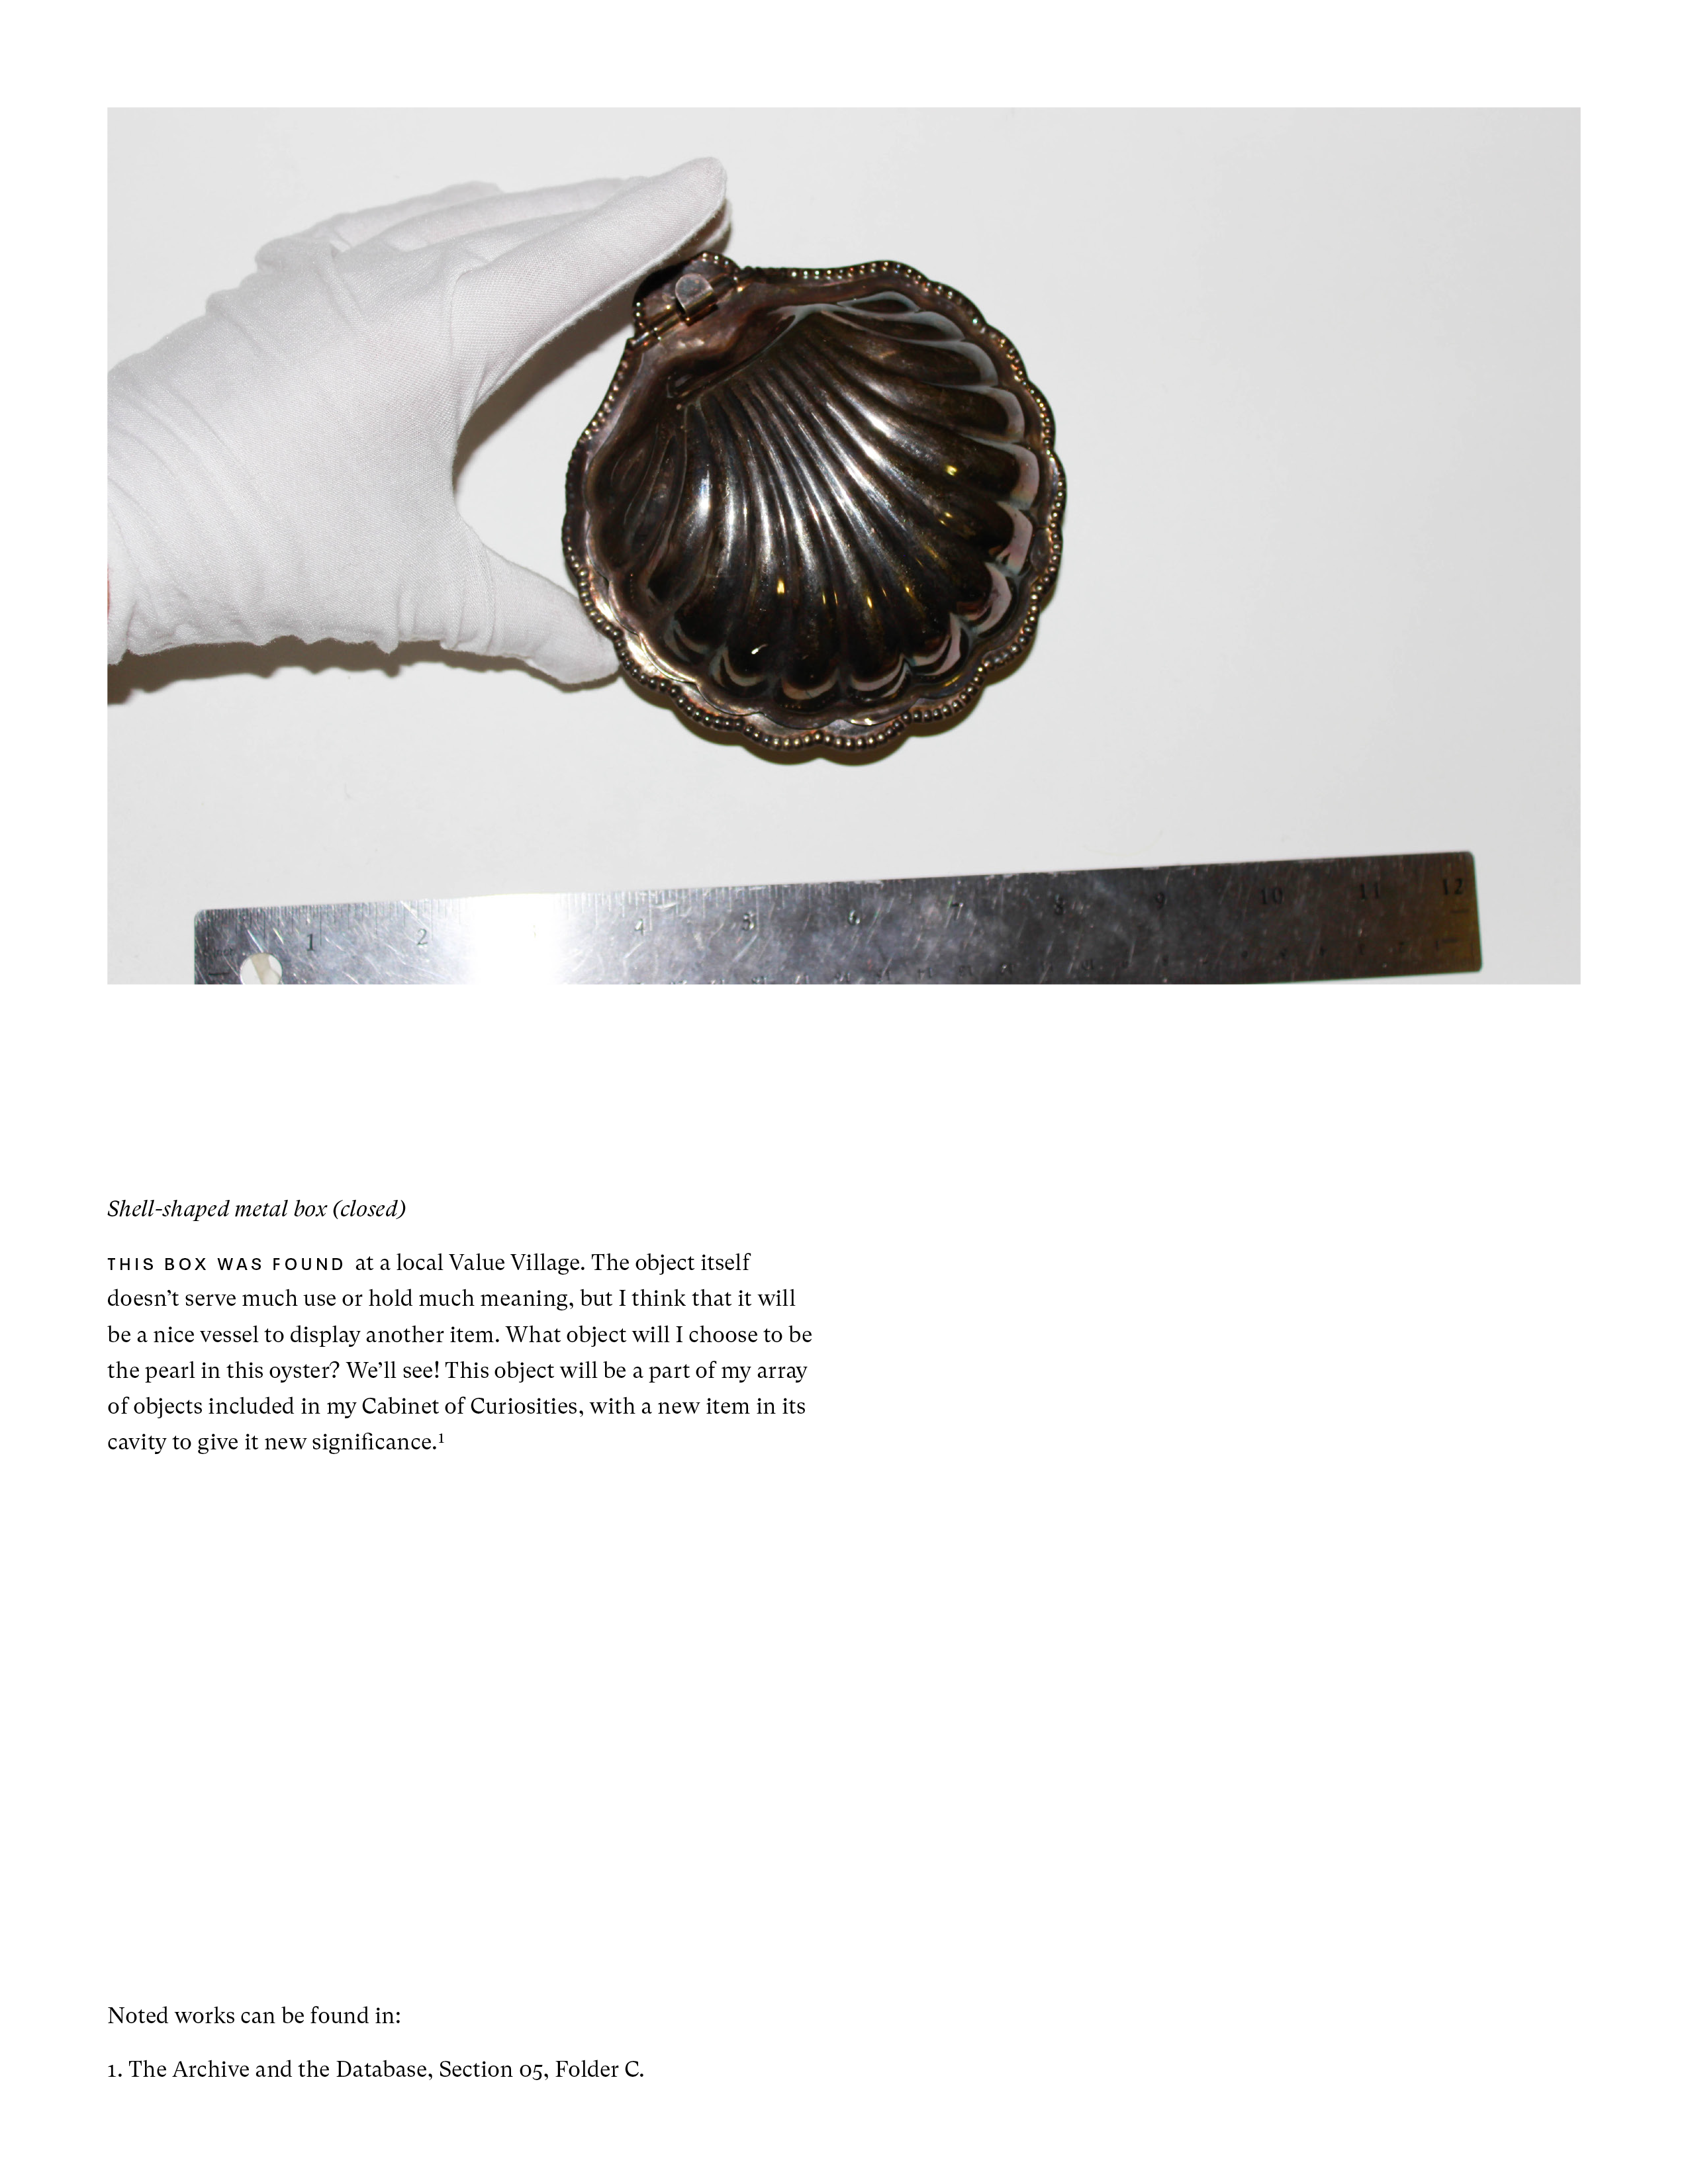 1 2 4 5 6 7 8 9 10 11 12
Shell-shaped metal box (closed)
THIS BOX WAS FOUND at a local Value Village. The object itself
doesn’t serve much use or hold much meaning, but I think that it will
be a nice vessel to display another item. What object will I choose to be
the pearl in this oyster? We’ll see! This object will be a part of my array
of objects included in my Cabinet of Curiosities, with a new item in its
cavity to give it new significance.¹
Noted works can be found in:
1. The Archive and the Database, Section 05, Folder C.